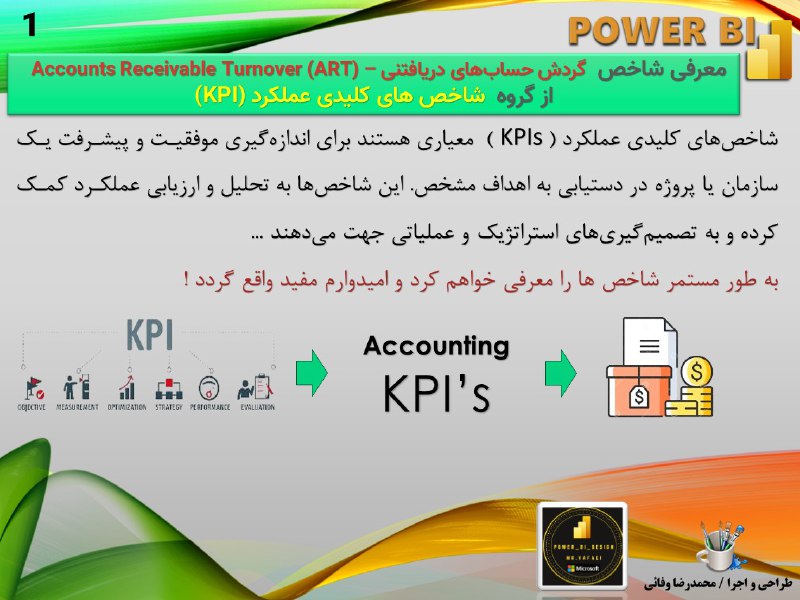 1
POWER BI
معرفی شاخص گردش حساب‌های دریافتنی – Accounts Receivable Turnover (ART)
از گروه شاخص های کلیدی عملکرد (KPI)
شاخص‌های کلیدی عملکرد ( KPIs ) معیاری هستند برای اندازه‌گیری موفقیت و پیشرفت یک
سازمان یا پروژه در دستیابی به اهداف مشخص. این شاخص‌ها به تحلیل و ارزیابی عملکرد کمک
کرده و به تصمیم‌گیری‌های استراتژیک و عملیاتی جهت می‌دهند ...
به طور مستمر شاخص ها را معرفی خواهم کرد و امیدوارم مفید واقع گردد !
KPI
OBJECTIVE MEASUREMENT OPTIMIZATION STRATEGY PERFORMANCE EVALUATION
Accounting
KPI's
POWER_BI_DESIGN
MR.VAFAEI
Microsoft
طراحی و اجرا / محمدرضا وفائی